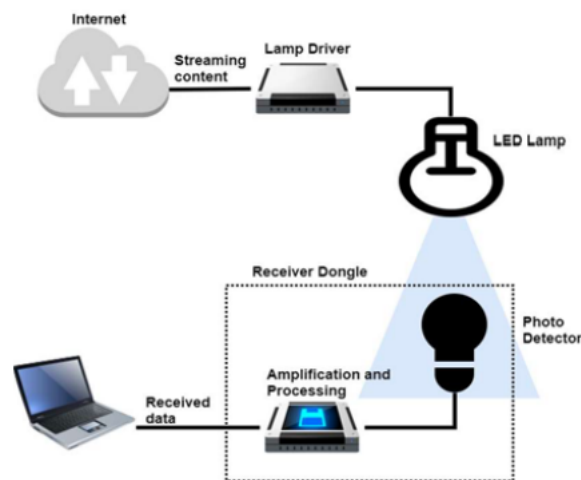 Internet
Streaming
content
Lamp Driver
LED Lamp
Receiver Dongle
Photo
Detector
Amplification and
Processing
Received
data